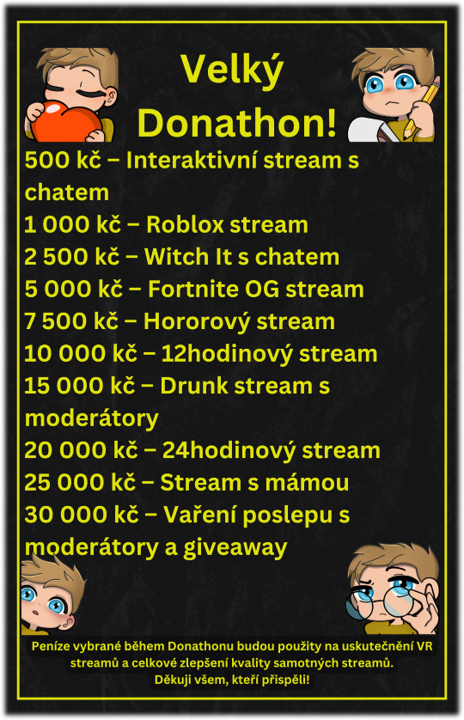 Velký
Donathon!
500 kč – Interaktivní stream s
chatem
1 000 kč – Roblox stream
2 500 kč – Witch It s chatem
5 000 kč – Fortnite OG stream
7 500 kč – Hororový stream
10 000 kč – 12hodinový stream
15 000 kč – Drunk stream s
moderátory
20 000 kč – 24hodinový stream
25 000 kč – Stream s mámou
30 000 kč – Vaření poslepu s
moderátory a giveaway
Peníze vybrané během Donathonu budou použity na uskutečnění VR
streamů a celkové zlepšení kvality samotných streamů.
Děkuji všem, kteří přispěli!